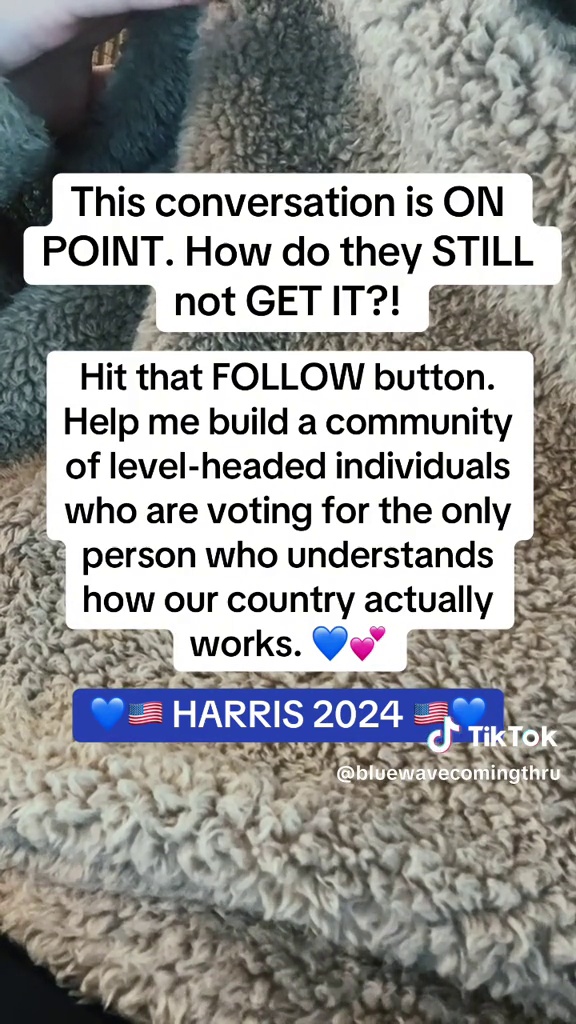 This conversation is ON
POINT. How do they STILL
not GET IT?!
Hit that FOLLOW button.
Help me build a community
of level-headed individuals
who are voting for the only
person who understands
how our country actually
works. 💙💕
💙🇺🇸 HARRIS 2024 🇺🇸💙
TikTok
@bluewavecomingthru